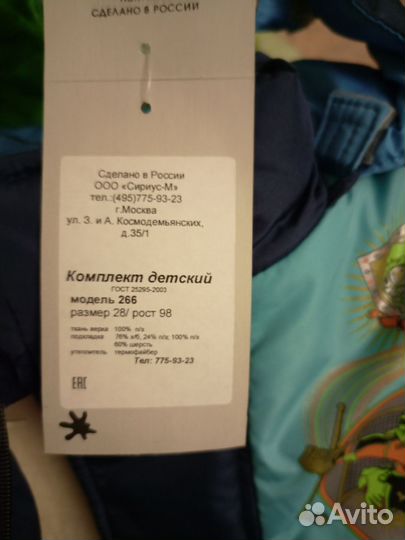 СДЕЛАНО В РОССИИ
Сделано в России
ООО «Сириус-М»
тел.:(495)775-93-23
г.Москва
ул. З. и А. Космодемьянских,
д.35/1
Комплект детский
ГОСТ 25295-2003
модель 266
размер 28/ рост 98
ткань верха 100% п/э
подкладка 76% х/б, 24% п/э; 100% п/э
60% шерсть
утеплитель термофайбер
Тел: 775-93-23
ЕАС
Avito